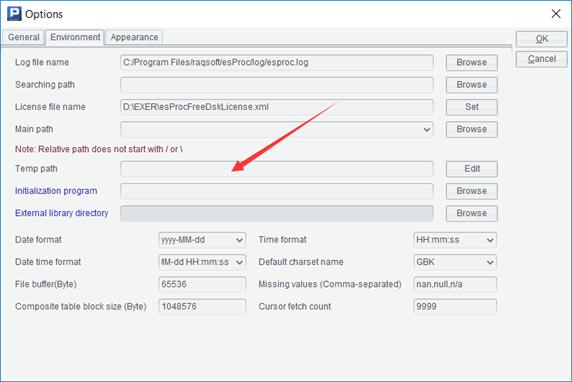 Options
General Environment Appearance
OK
Log file name C:/Program Files/raqsoft/esProc/log/esproc.log Browse
Cancel
Searching path Browse
License file name D:\EXER\esProcFreeDskLicense.xml Set
Main path Browse
Note: Relative path does not start with / or \
Temp path Edit
Initialization program Browse
External library directory Browse
Date format yyyy-MM-dd Time format HH:mm:ss
Date time format MM-dd HH:mm:ss Default charset name GBK
File buffer(Byte) 65536 Missing values (Comma-separated) nan,null,n/a
Composite table block size (Byte) 1048576 Cursor fetch count 9999